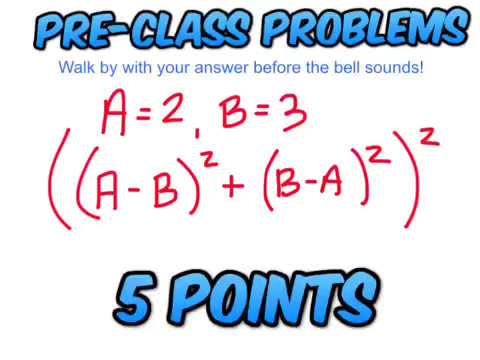 PRE-CLASS PROBLEMS
Walk by with your answer before the bell sounds!
A = 2, B = 3
((A - B)² + (B - A)²)²
5 POINTS